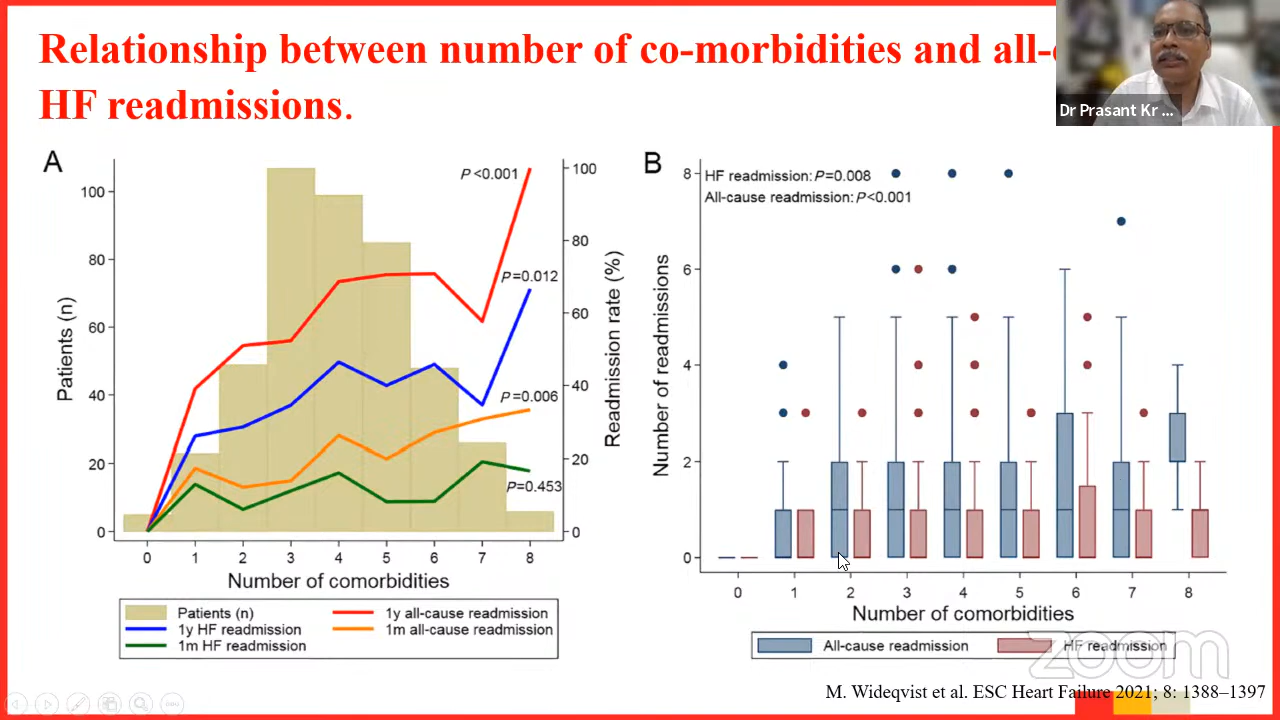 Relationship between number of co-morbidities and all-
HF readmissions.
Dr Prasant Kr ...
A
100
80
60
40
20
0
Patients (n)
P<0.001
P=0.012
P=0.006
P=0.453
100
80
60
40
20
0
Readmission rate (%)
0 1 2 3 4 5 6 7 8
Number of comorbidities
Patients (n) 1y all-cause readmission
1y HF readmission 1m all-cause readmission
1m HF readmission
B
HF readmission: P=0.008
All-cause readmission: P<0.001
8
6
4
2
0
Number of readmissions
0 1 2 3 4 5 6 7 8
Number of comorbidities
All-cause readmission HF readmission
zoom
M. Wideqvist et al. ESC Heart Failure 2021; 8: 1388–1397